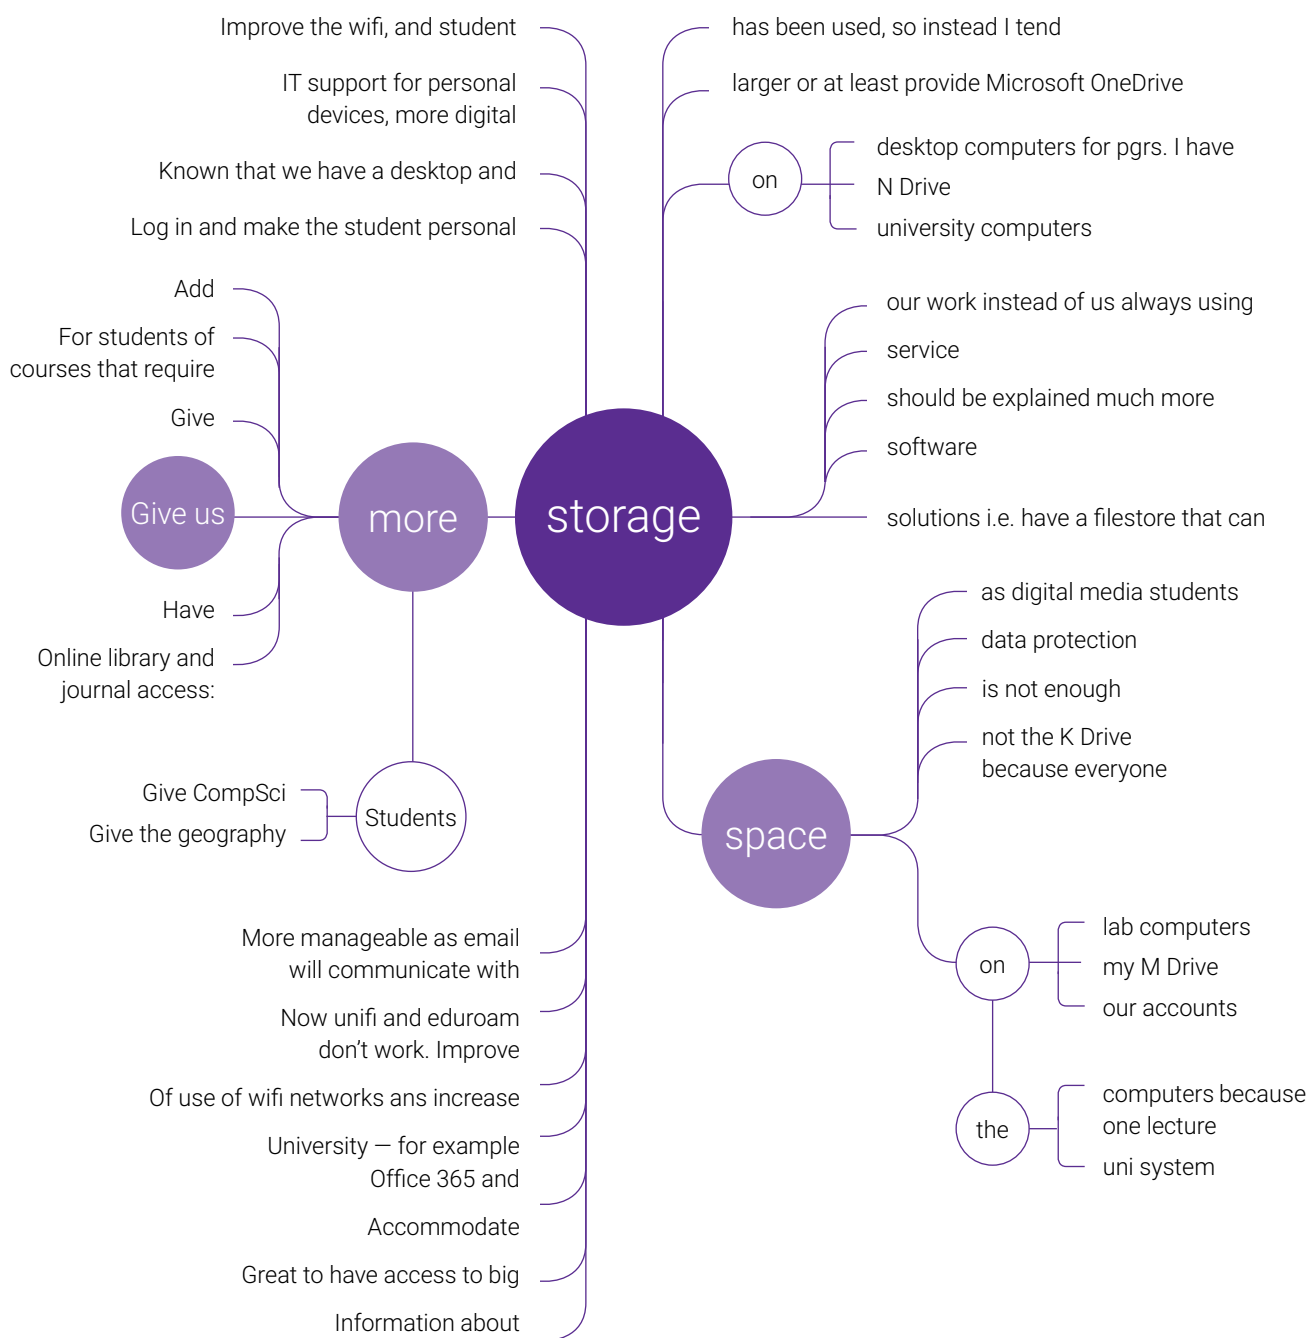 Improve the wifi, and student
IT support for personal
devices, more digital
Known that we have a desktop and
Log in and make the student personal
Add
For students of
courses that require
Give
Give us
Have
Online library and
journal access:
more
Students
Give CompSci
Give the geography
storage
More manageable as email
will communicate with
Now unifi and eduroam
don't work. Improve
Of use of wifi networks ans increase
University — for example
Office 365 and
Accommodate
Great to have access to big
Information about
has been used, so instead I tend
larger or at least provide Microsoft OneDrive
on
desktop computers for pgrs. I have
N Drive
university computers
our work instead of us always using
service
should be explained much more
software
solutions i.e. have a filestore that can
space
as digital media students
data protection
is not enough
not the K Drive
because everyone
on
lab computers
my M Drive
our accounts
the
computers because
one lecture
uni system